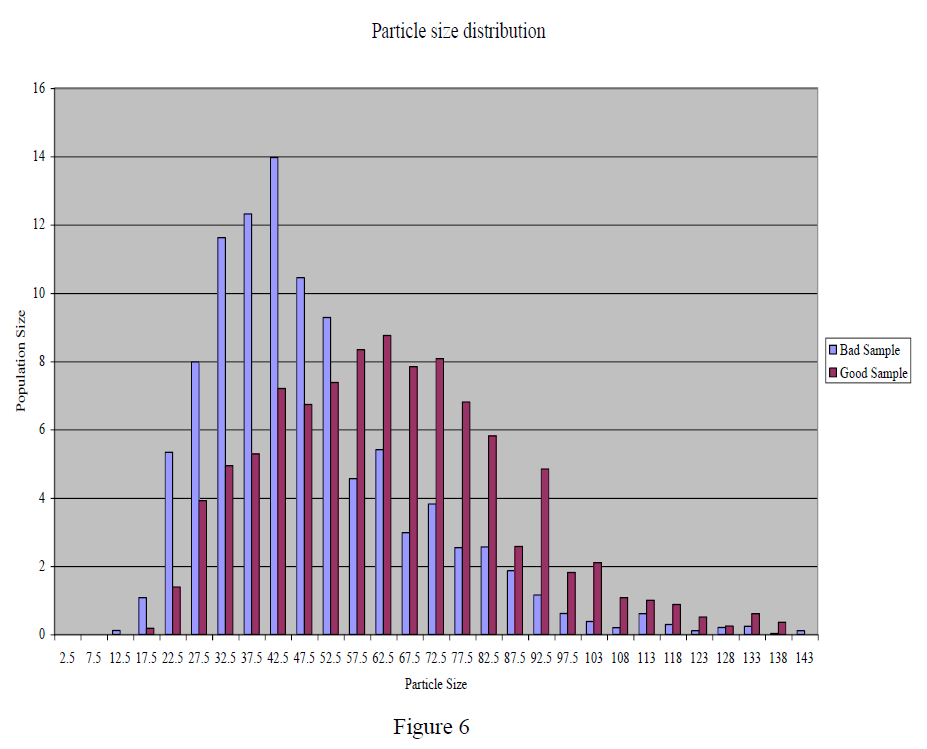 Particle size distribution
16
14
12
10
8
6
4
2
0
Population Size
2.5 7.5 12.5 17.5 22.5 27.5 32.5 37.5 42.5 47.5 52.5 57.5 62.5 67.5 72.5 77.5 82.5 87.5 92.5 97.5 103 108 113 118 123 128 133 138 143
Particle Size
Bad Sample
Good Sample
Figure 6